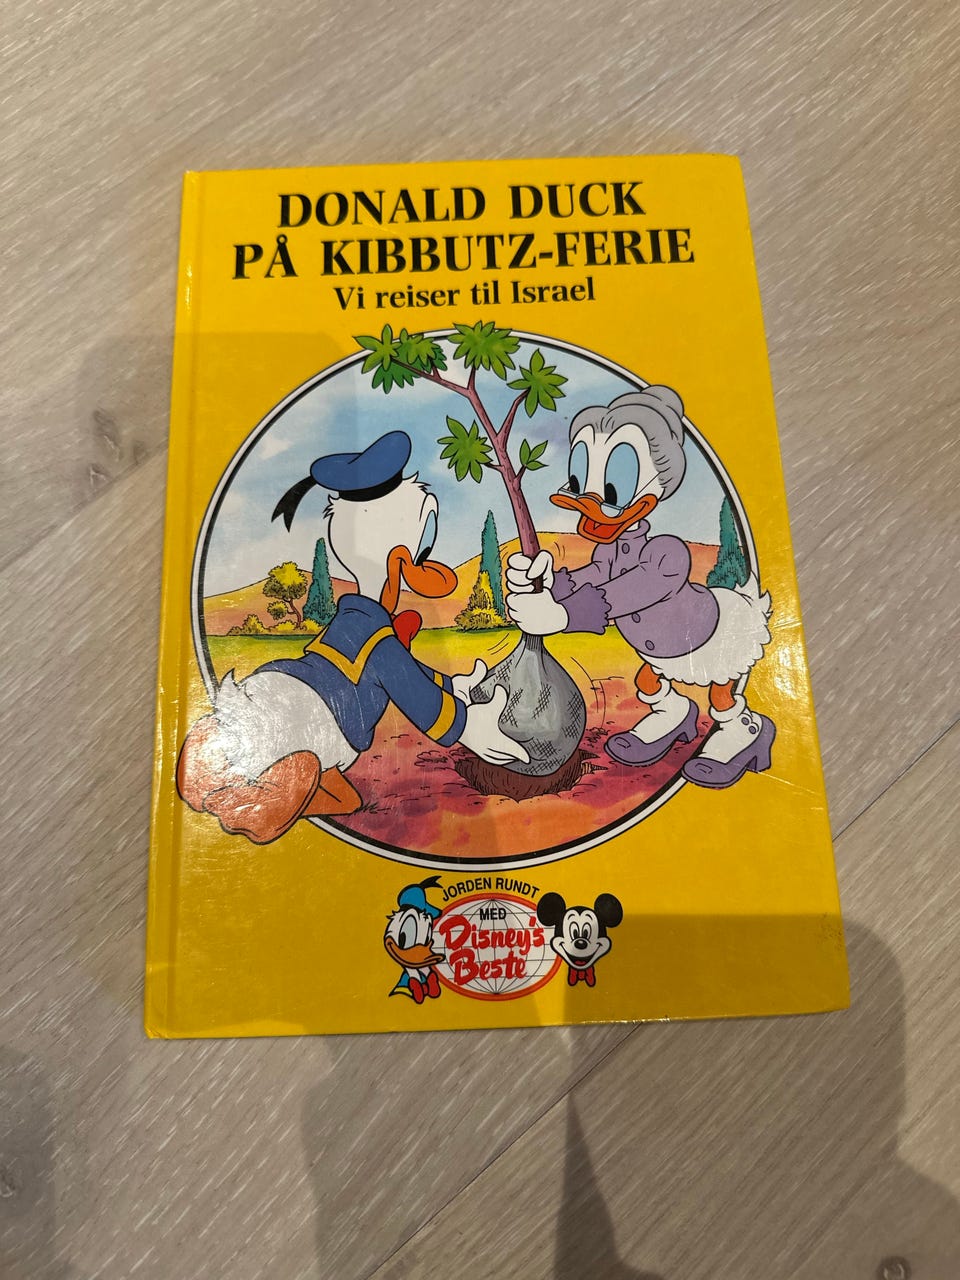 DONALD DUCK
PÅ KIBBUTZ-FERIE
Vi reiser til Israel
JORDEN RUNDT
MED
Disney's
Beste